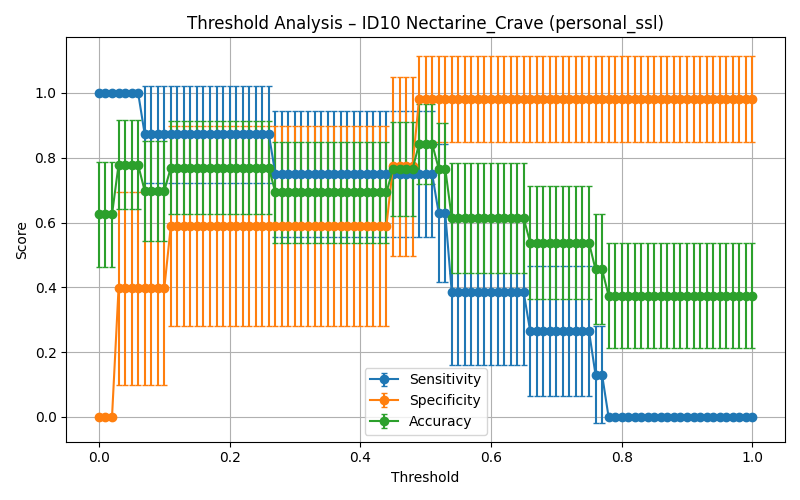 Threshold Analysis – ID10 Nectarine_Crave (personal_ssl)
Score
1.0
0.8
0.6
0.4
0.2
0.0
Sensitivity
Specificity
Accuracy
0.0 0.2 0.4 0.6 0.8 1.0
Threshold